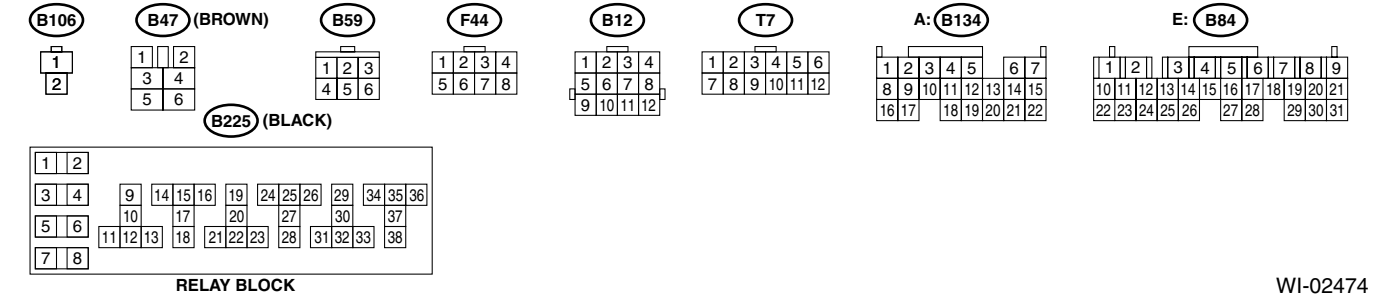 B106 B47 (BROWN) B59 F44 B12 T7 A: B134 E: B84
1 1 2 1 2 3 1 2 3 4 1 2 3 4 1 2 3 4 5 6 1 2 3 4 5 6 7 1 2 3 4 5 6 7 8 9
2 3 4 4 5 6 5 6 7 8 5 6 7 8 7 8 9 10 11 12 8 9 10 11 12 13 14 15 10 11 12 13 14 15 16 17 18 19 20 21
5 6 9 10 11 12 16 17 18 19 20 21 22 22 23 24 25 26 27 28 29 30 31
B225 (BLACK)
1 2
3 4 9 14 15 16 19 24 25 26 29 34 35 36
10 17 20 27 30 37
5 6 11 12 13 18 21 22 23 28 31 32 33 38
7 8
RELAY BLOCK
WI-02474